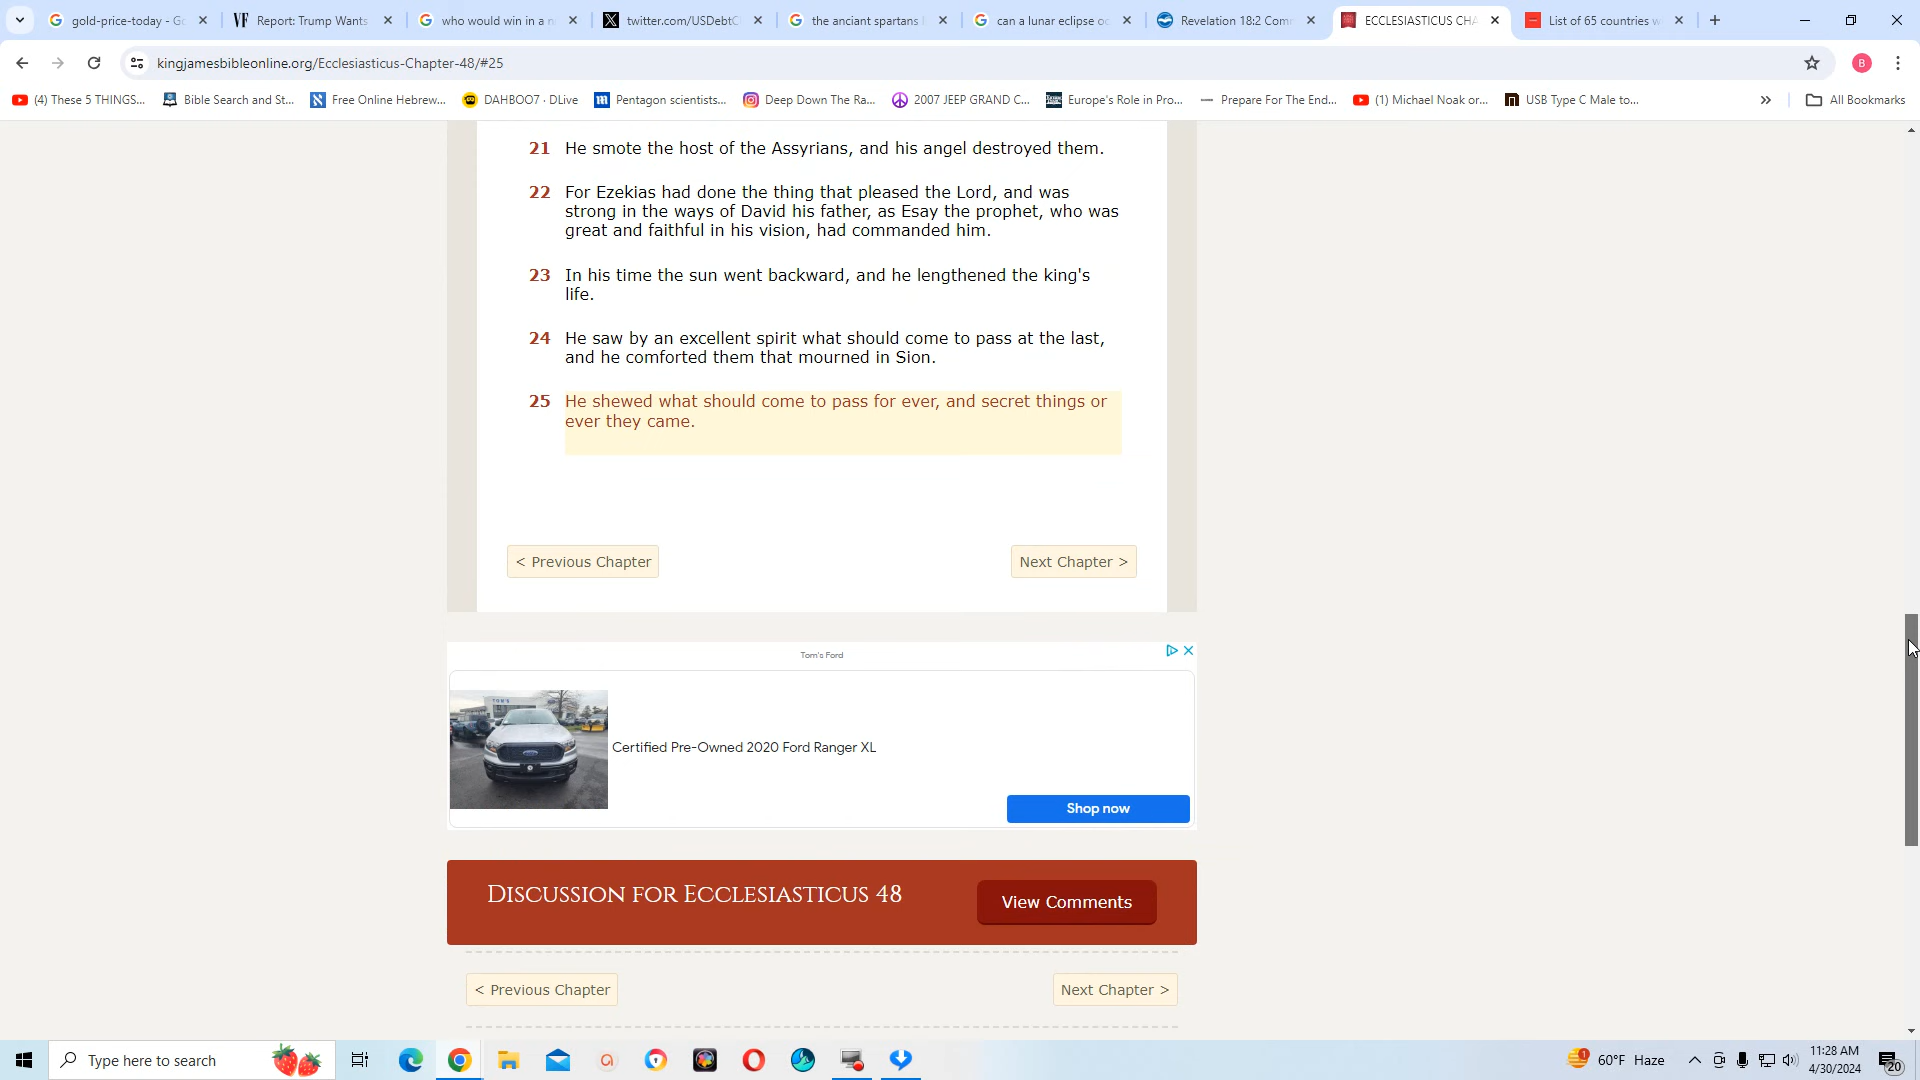 gold-price-today - Go
Report: Trump Wants
who would win in a n
twitter.com/USDebtC
the anciant spartans
can a lunar eclipse oc
Revelation 18:2 Comm
ECCLESIASTICUS CHA
List of 65 countries w
kingjamesbibleonline.org/Ecclesiasticus-Chapter-48/#25
B
(4) These 5 THINGS...
Bible Search and St...
Free Online Hebrew...
DAHBOO7 · DLive
Pentagon scientists...
Deep Down The Ra...
2007 JEEP GRAND C...
Europe's Role in Pro...
Prepare For The End...
(1) Michael Noak or...
USB Type C Male to...
All Bookmarks
21 He smote the host of the Assyrians, and his angel destroyed them.
22 For Ezekias had done the thing that pleased the Lord, and was
strong in the ways of David his father, as Esay the prophet, who was
great and faithful in his vision, had commanded him.
23 In his time the sun went backward, and he lengthened the king's
life.
24 He saw by an excellent spirit what should come to pass at the last,
and he comforted them that mourned in Sion.
25 He shewed what should come to pass for ever, and secret things or
ever they came.
< Previous Chapter
Next Chapter >
Tom's Ford
Certified Pre-Owned 2020 Ford Ranger XL
Shop now
Discussion for Ecclesiasticus 48
View Comments
< Previous Chapter
Next Chapter >
Type here to search
1
60°F Haze
11:28 AM
4/30/2024
20